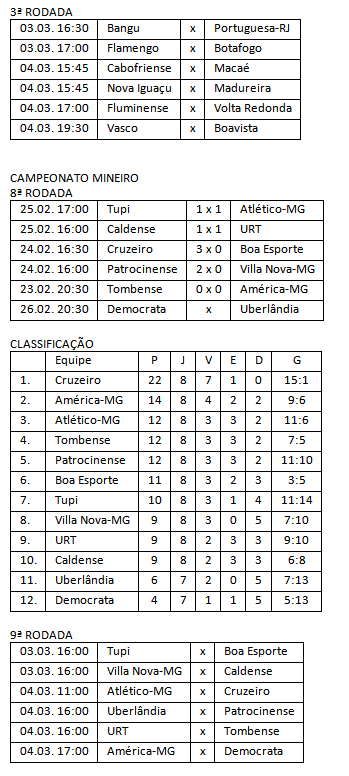 3ª RODADA
03.03. 16:30 Bangu x Portuguesa-RJ
03.03. 17:00 Flamengo x Botafogo
04.03. 15:45 Cabofriense x Macaé
04.03. 15:45 Nova Iguaçu x Madureira
04.03. 17:00 Fluminense x Volta Redonda
04.03. 19:30 Vasco x Boavista
CAMPEONATO MINEIRO
8ª RODADA
25.02. 17:00 Tupi 1 x 1 Atlético-MG
25.02. 16:00 Caldense 1 x 1 URT
24.02. 16:30 Cruzeiro 3 x 0 Boa Esporte
24.02. 16:00 Patrocinense 2 x 0 Villa Nova-MG
23.02. 20:30 Tombense 0 x 0 América-MG
26.02. 20:30 Democrata x Uberlândia
CLASSIFICAÇÃO
Equipe P J V E D G
1. Cruzeiro 22 8 7 1 0 15:1
2. América-MG 14 8 4 2 2 9:6
3. Atlético-MG 12 8 3 3 2 11:6
4. Tombense 12 8 3 3 2 7:5
5. Patrocinense 12 8 3 3 2 11:10
6. Boa Esporte 11 8 3 2 3 3:5
7. Tupi 10 8 3 1 4 11:14
8. Villa Nova-MG 9 8 3 0 5 7:10
9. URT 9 8 2 3 3 9:10
10. Caldense 9 8 2 3 3 6:8
11. Uberlândia 6 7 2 0 5 7:13
12. Democrata 4 7 1 1 5 5:13
9ª RODADA
03.03. 16:00 Tupi x Boa Esporte
03.03. 16:00 Villa Nova-MG x Caldense
04.03. 11:00 Atlético-MG x Cruzeiro
04.03. 16:00 Uberlândia x Patrocinense
04.03. 16:00 URT x Tombense
04.03. 17:00 América-MG x Democrata